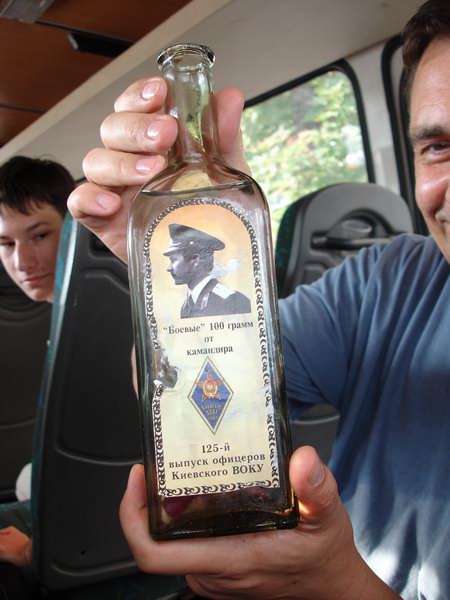 "Боевые" 100 грамм
от
камандира
125-й
выпуск офицеров
Киевского ВОКУ